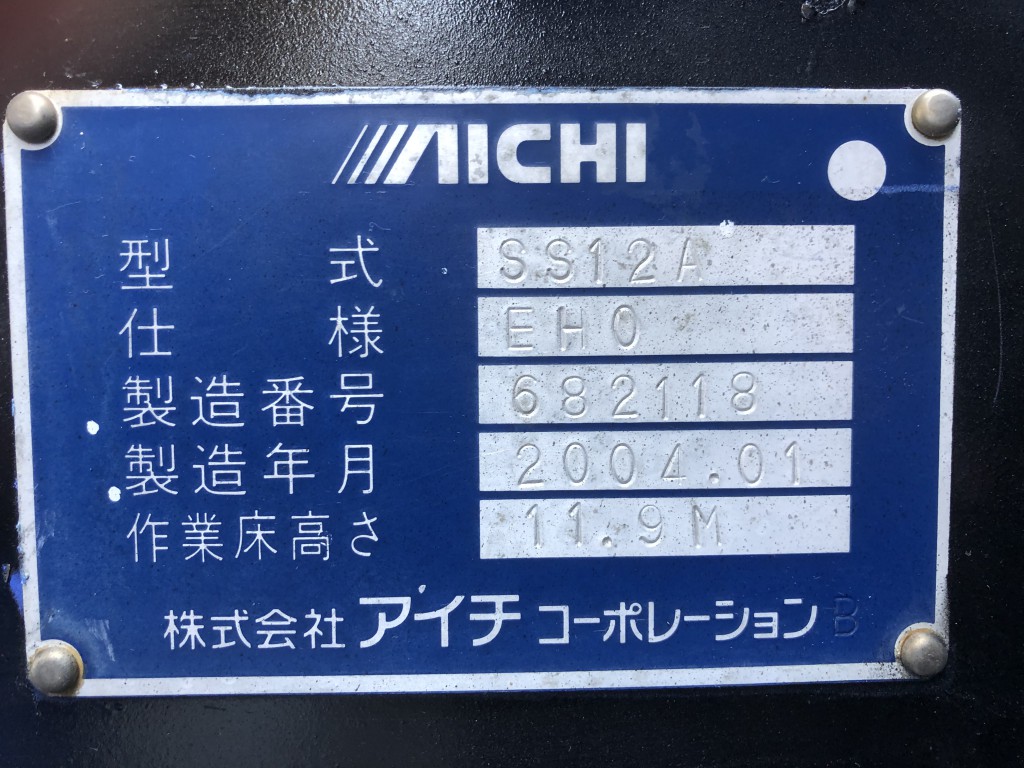 AICHI
型式 SS12A
仕様 EH0
製造番号 682118
製造年月 2004.01
作業床高さ 11.9M
株式会社 アイチ コーポレーション B